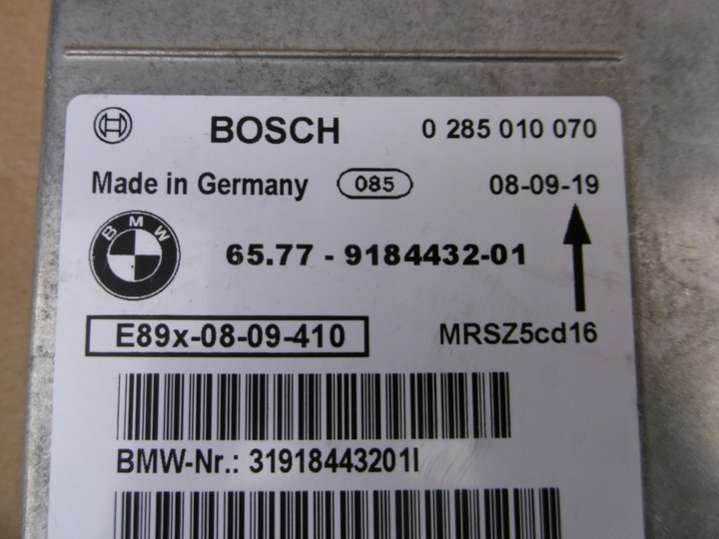 BOSCH 0 285 010 070
Made in Germany 085 08-09-19
BMW 65.77 - 9184432-01
E89x-08-09-410 MRSZ5cd16
BMW-Nr.: 31918443201I